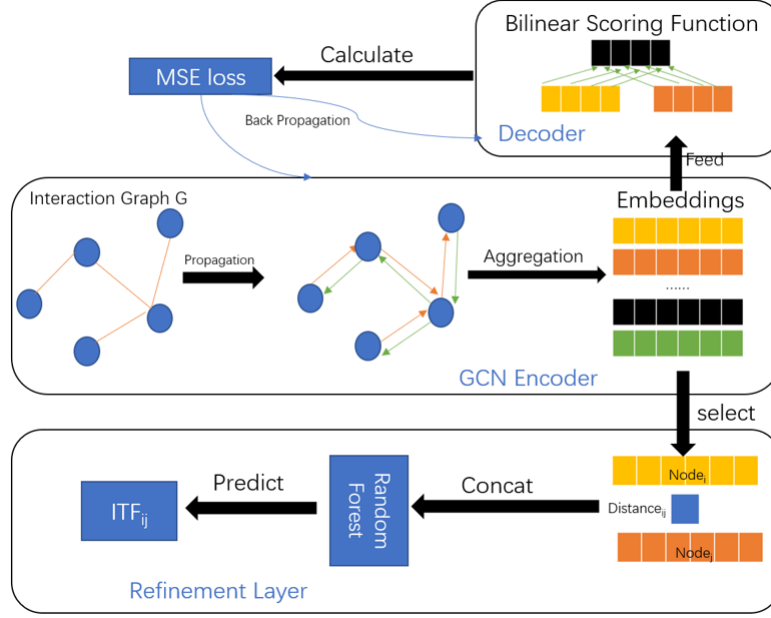 Bilinear Scoring Function
Calculate
MSE loss
Back Propagation
Decoder
Feed
Interaction Graph G
Embeddings
Propagation
Aggregation
......
GCN Encoder
select
Node_i
Predict
Random Forest
Concat
Distance_ij
ITF_ij
Node_j
Refinement Layer